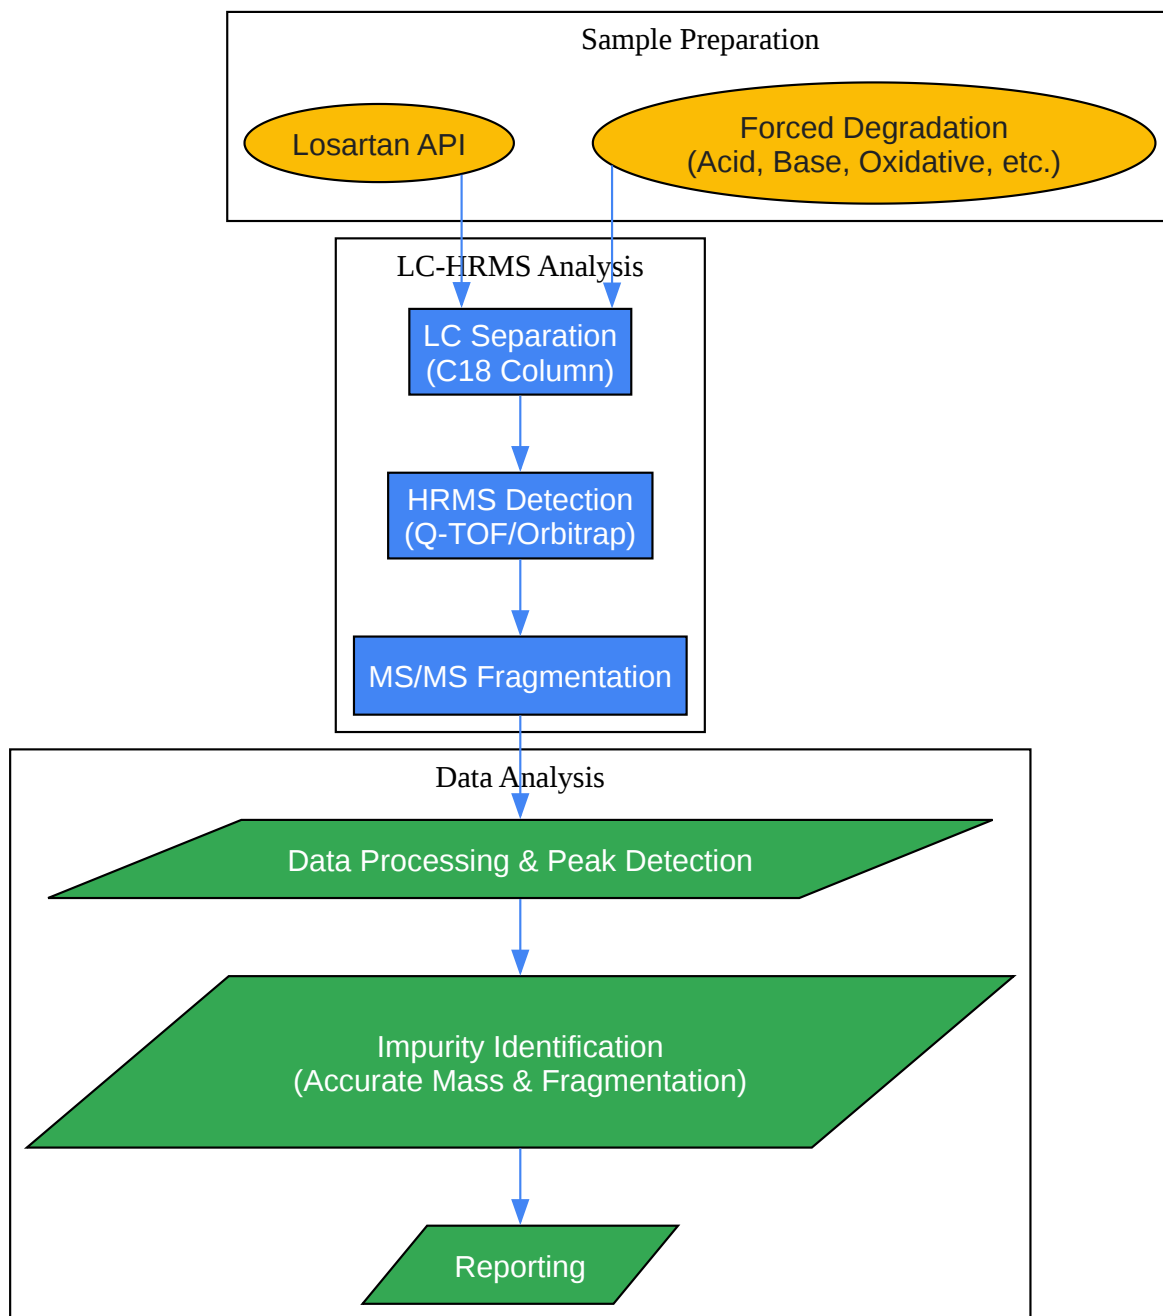 Sample Preparation
Losartan API
Forced Degradation
(Acid, Base, Oxidative, etc.)
LC-HRMS Analysis
LC Separation
(C18 Column)
HRMS Detection
(Q-TOF/Orbitrap)
MS/MS Fragmentation
Data Analysis
Data Processing & Peak Detection
Impurity Identification
(Accurate Mass & Fragmentation)
Reporting